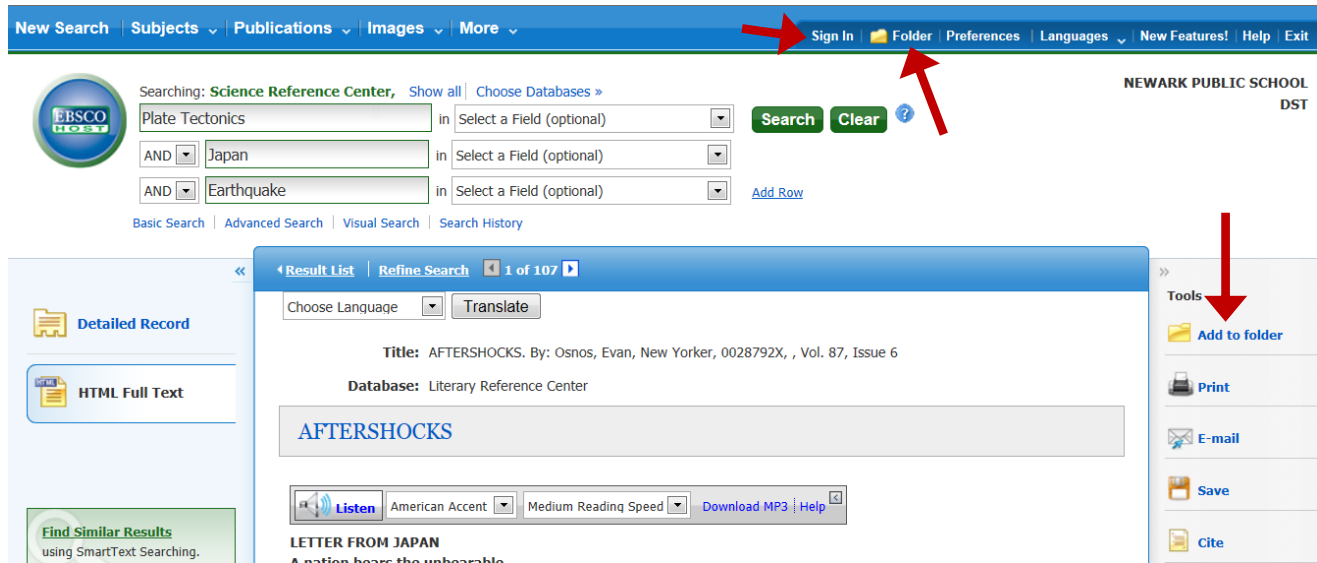 New Search Subjects Publications Images More
Sign In Folder Preferences Languages New Features! Help Exit
NEWARK PUBLIC SCHOOL
DST
EBSCO
HOST
Searching: Science Reference Center, Show all Choose Databases »
Plate Tectonics in Select a Field (optional) Search Clear ?
AND Japan in Select a Field (optional)
AND Earthquake in Select a Field (optional) Add Row
Basic Search Advanced Search Visual Search Search History
«
Detailed Record
HTML
HTML Full Text
Find Similar Results
using SmartText Searching.
Result List Refine Search 1 of 107
Choose Language Translate
Title: AFTERSHOCKS. By: Osnos, Evan, New Yorker, 0028792X, , Vol. 87, Issue 6
Database: Literary Reference Center
AFTERSHOCKS
Listen American Accent Medium Reading Speed Download MP3 Help
LETTER FROM JAPAN
A nation bears the unbearable
»
Tools
Add to folder
Print
E-mail
Save
Cite